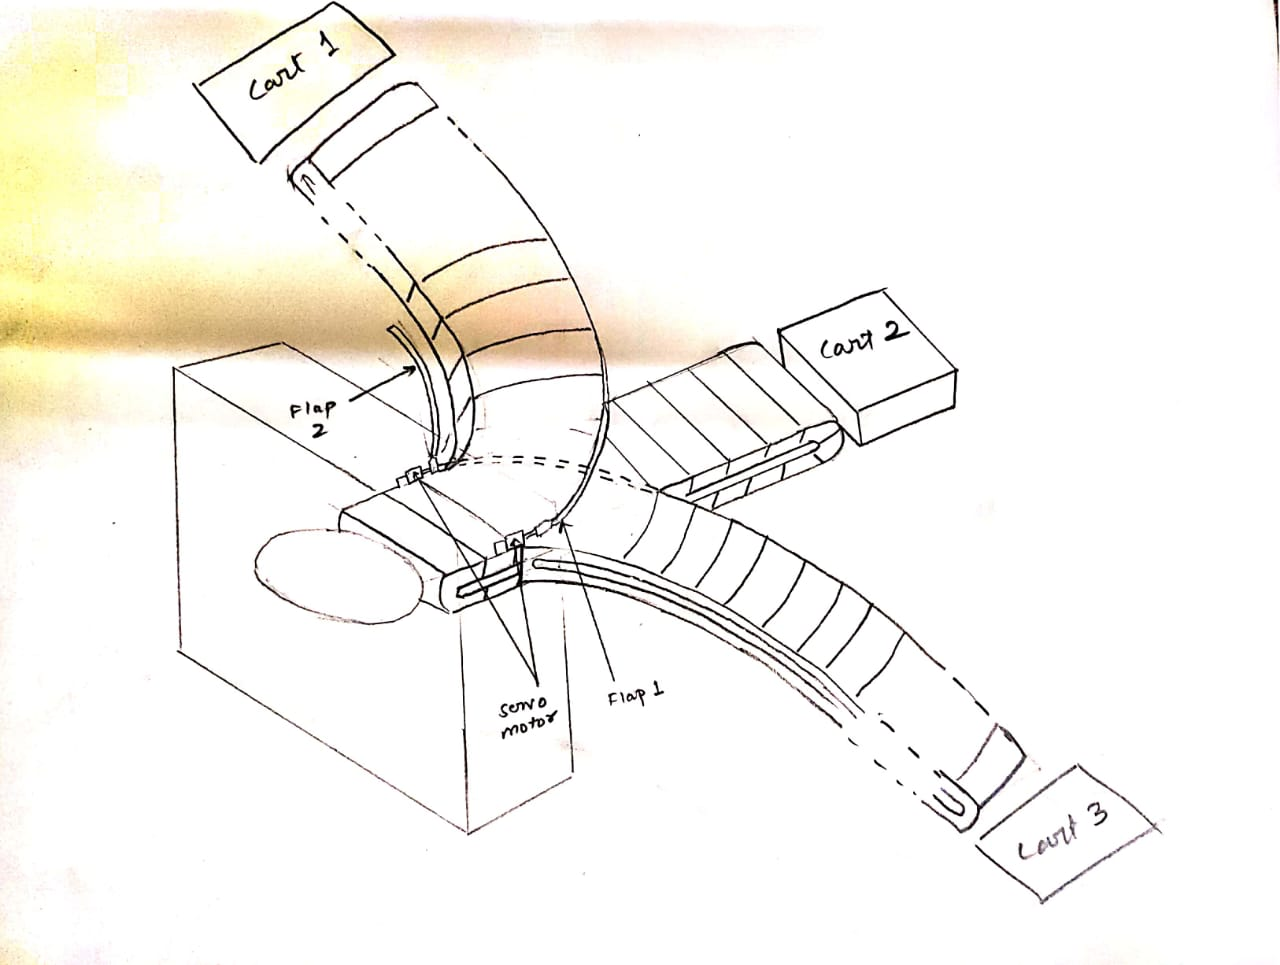 Cart 1
Cart 2
Flap
2
Servo
motor
Flap 1
Cart 3